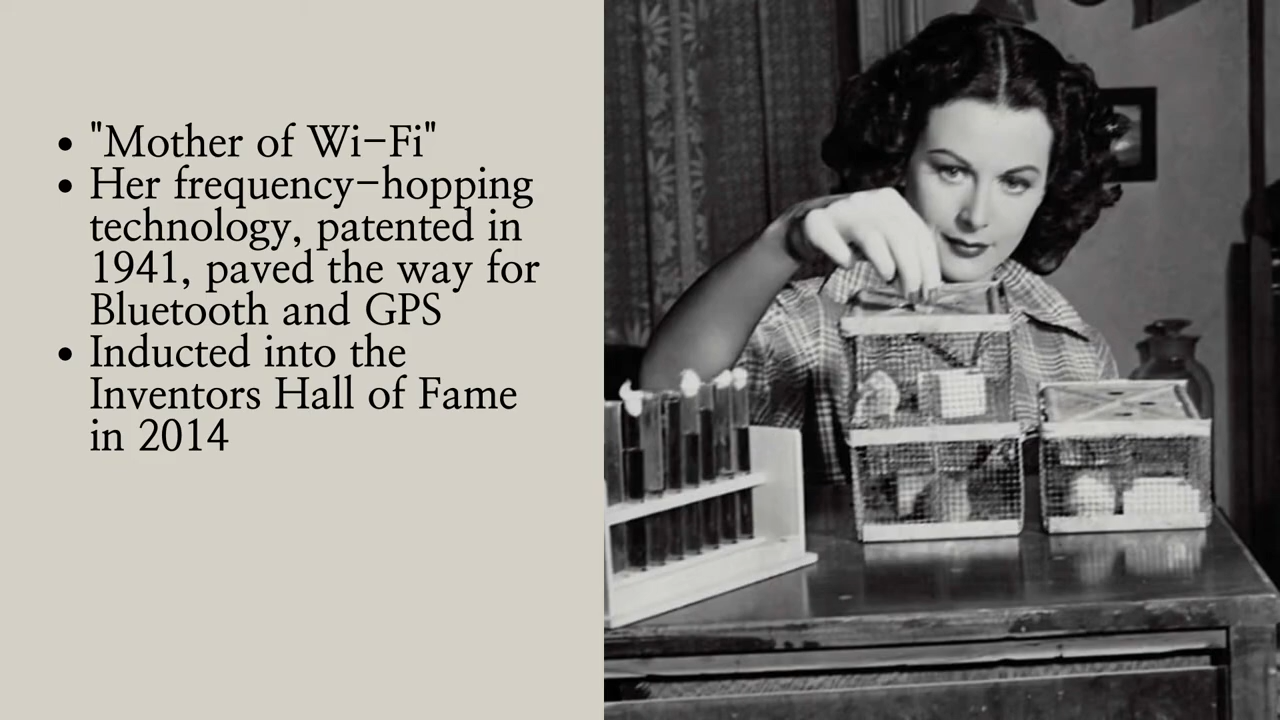 • "Mother of Wi-Fi"
• Her frequency-hopping
technology, patented in
1941, paved the way for
Bluetooth and GPS
• Inducted into the
Inventors Hall of Fame
in 2014